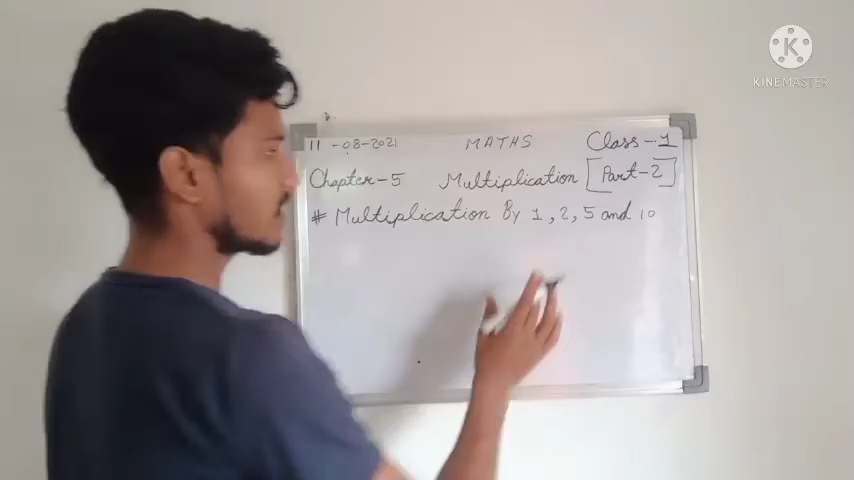 K
KINEMASTER
11-08-2021 MATHS Class-1
Chapter-5 Multiplication [Part-2]
# Multiplication By 1, 2, 5 and 10